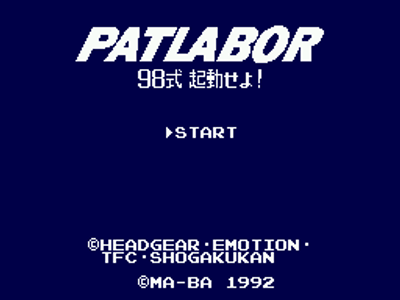 PATLABOR
98式 起動せよ!
▶START
©HEADGEAR·EMOTION·
TFC·SHOGAKUKAN
©MA-BA 1992